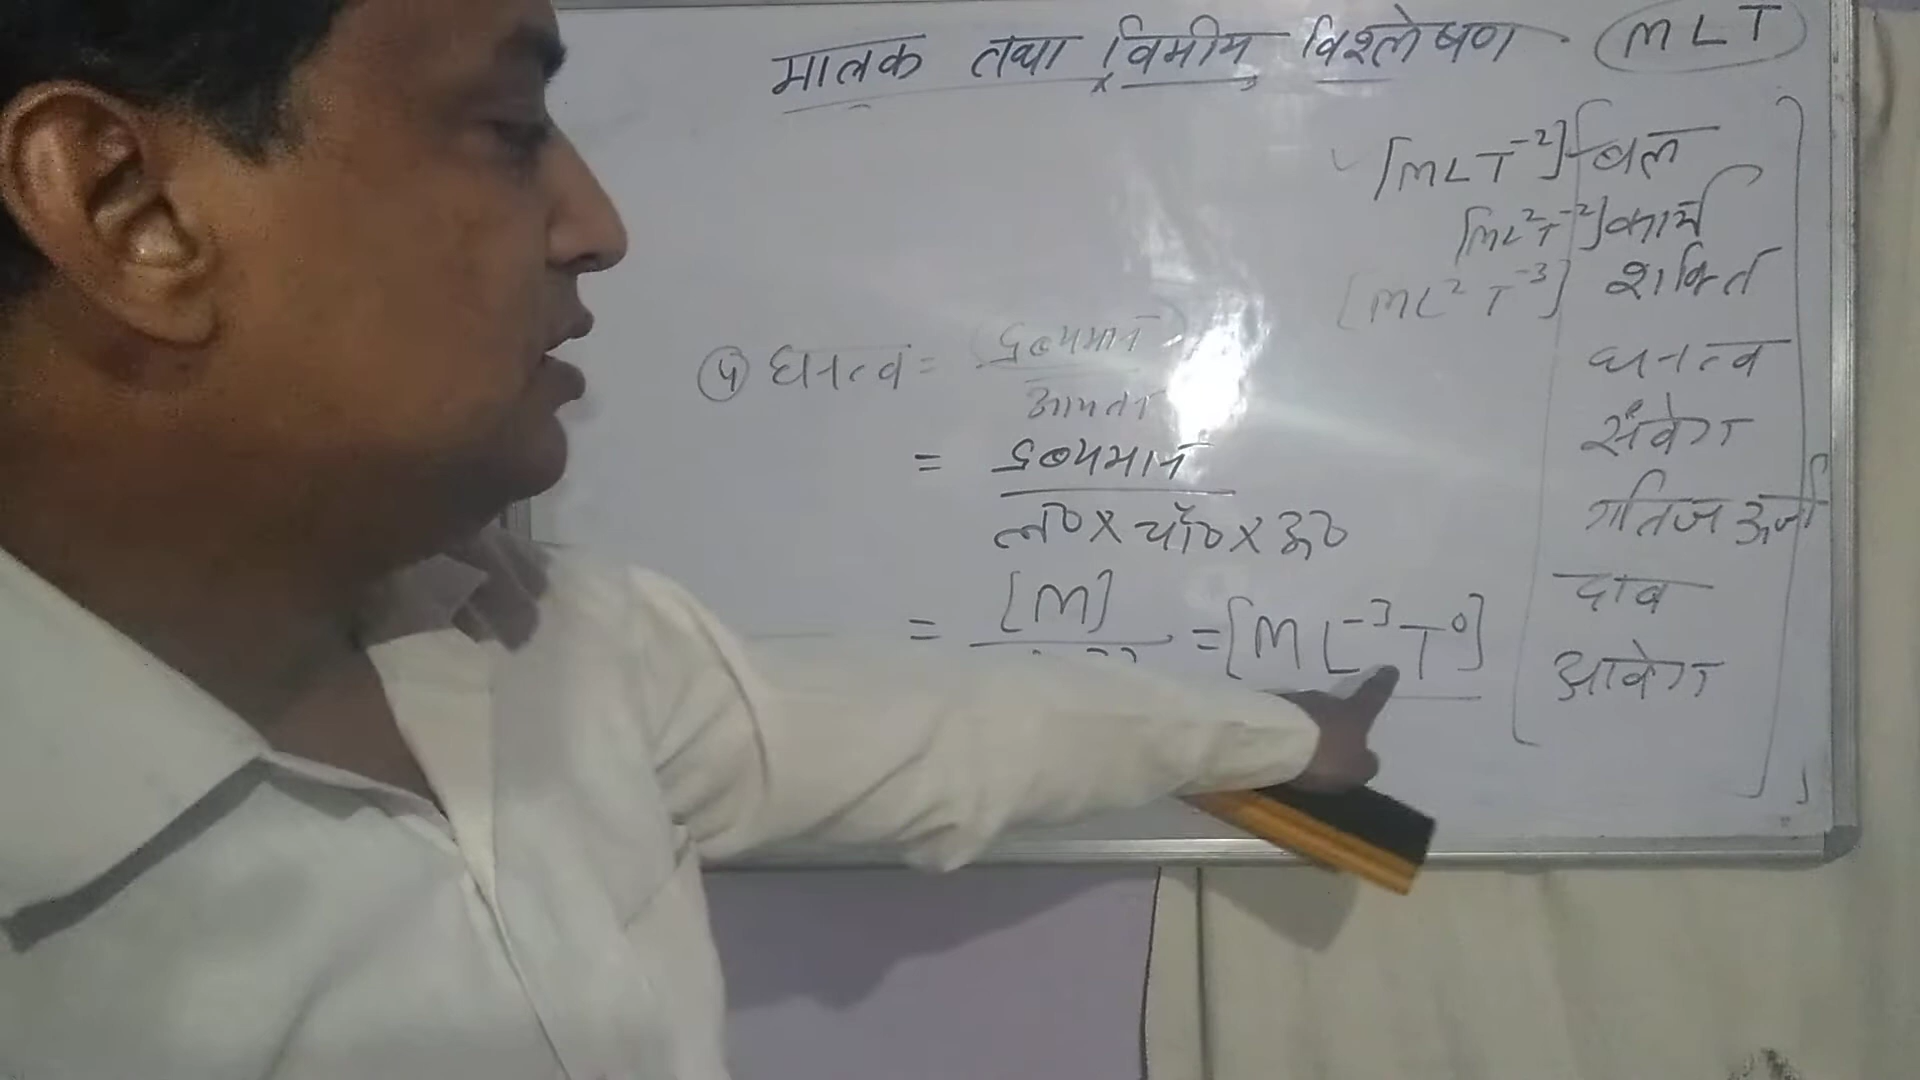 मात्रक तथा विमीय विश्लेषण (MLT)
[MLT⁻²] बल
[ML²T⁻²] कार्य
[ML²T⁻³] शक्ति
④ घनत्व = द्रव्यमान / आयतन
घनत्व
= द्रव्यमान / ल० × चौ० × ऊ०
संवेग
गतिज ऊर्जा
= [M] = [ML⁻³T⁰]
दाब
आवेग